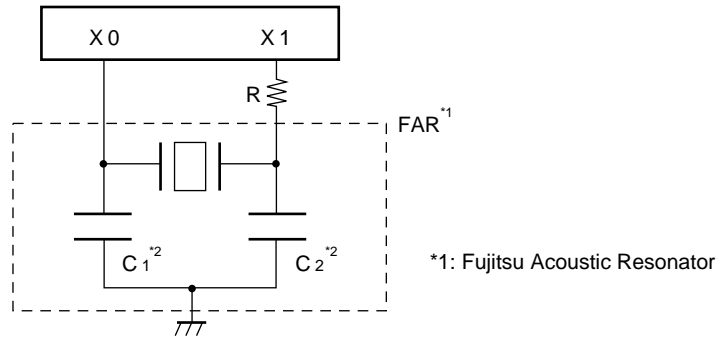 X0 X1
R
FAR*1
C1*2 C2*2
*1: Fujitsu Acoustic Resonator